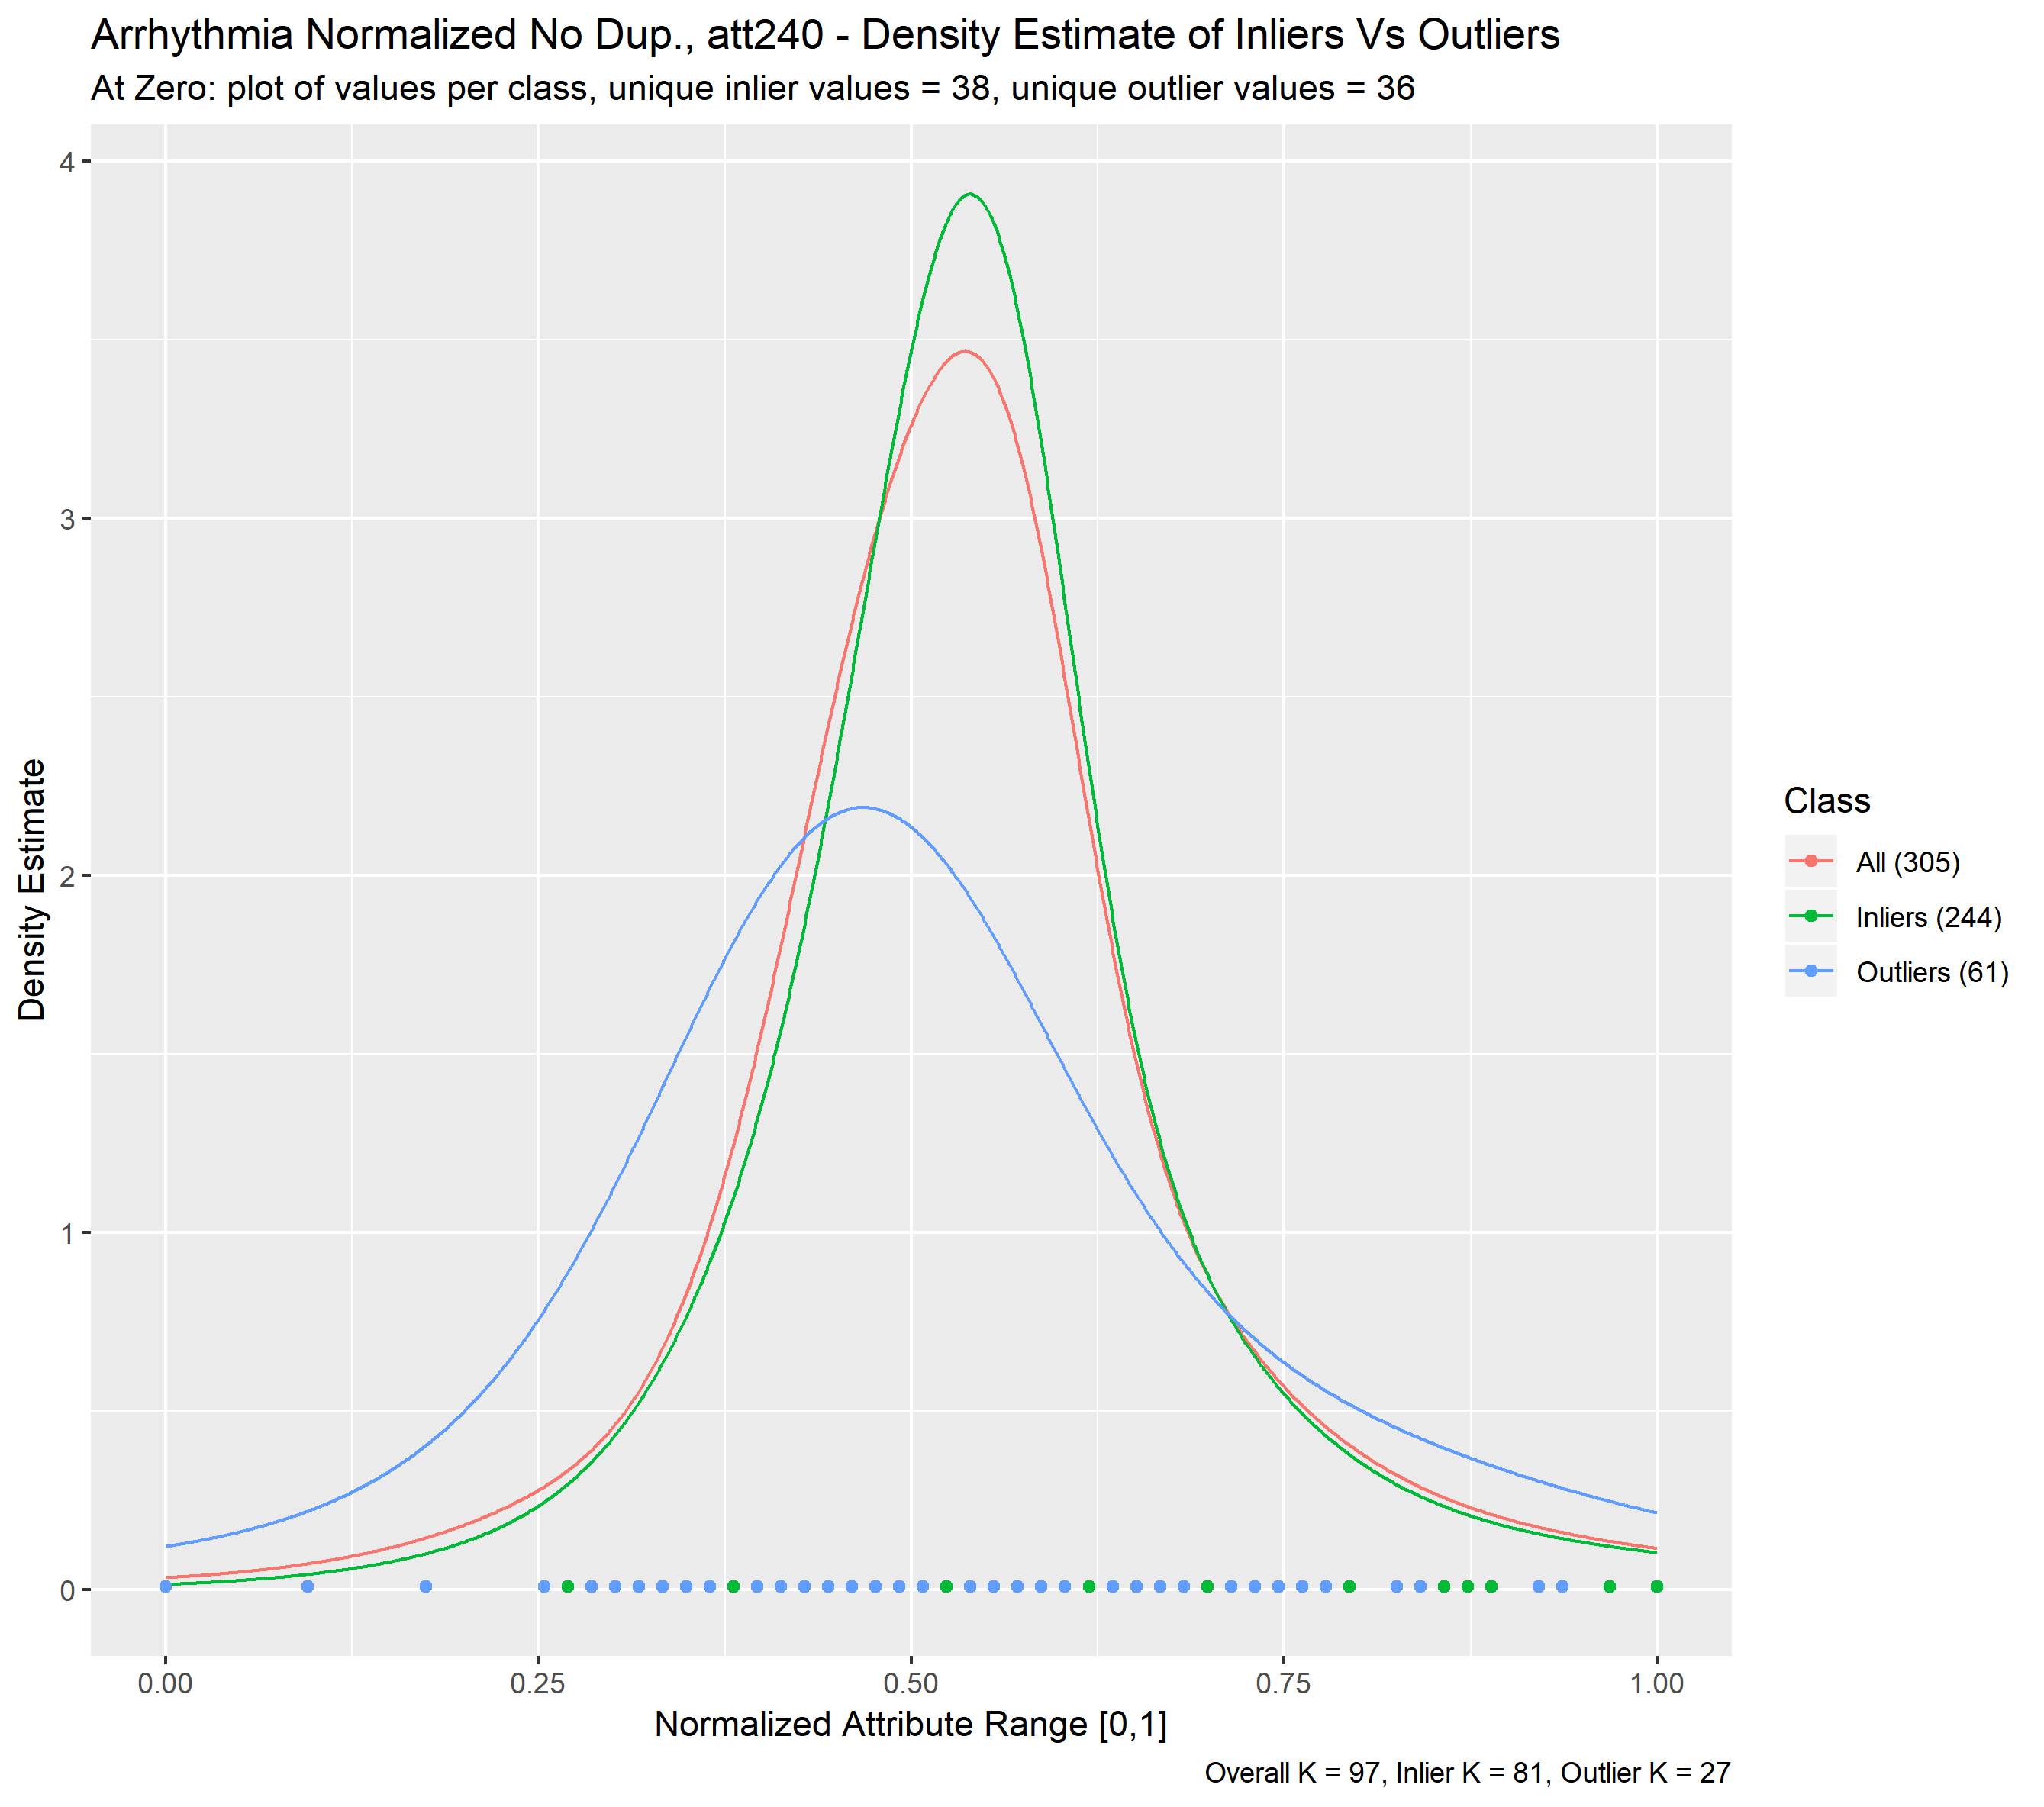 Arrhythmia Normalized No Dup., att240 - Density Estimate of Inliers Vs Outliers
At Zero: plot of values per class, unique inlier values = 38, unique outlier values = 36
4
3
2
1
0
Density Estimate
0.00
0.25
0.50
0.75
1.00
Normalized Attribute Range [0,1]
Class
All (305)
Inliers (244)
Outliers (61)
Overall K = 97, Inlier K = 81, Outlier K = 27